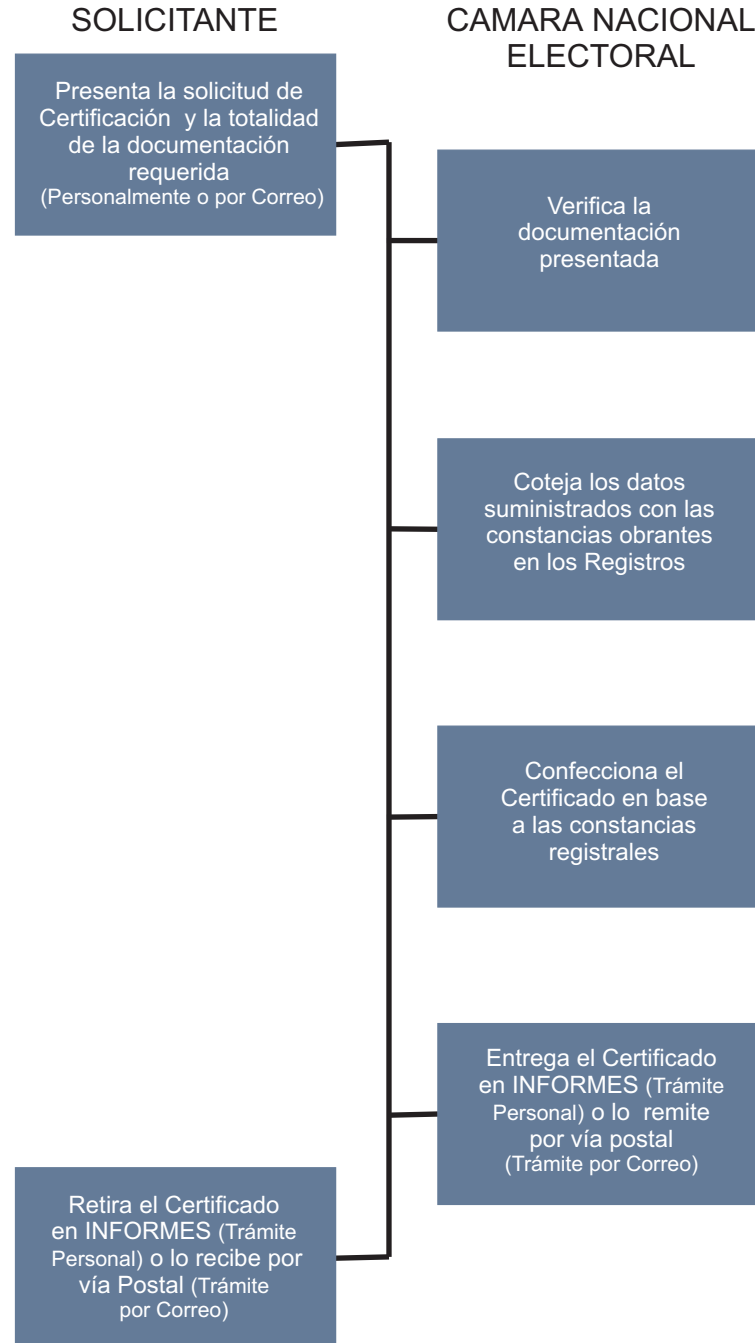 SOLICITANTE
CAMARA NACIONAL
ELECTORAL
Presenta la solicitud de
Certificación y la totalidad
de la documentación
requerida
(Personalmente o por Correo)
Verifica la
documentación
presentada
Coteja los datos
suministrados con las
constancias obrantes
en los Registros
Confecciona el
Certificado en base
a las constancias
registrales
Entrega el Certificado
en INFORMES (Trámite
Personal) o lo remite
por vía postal
(Trámite por Correo)
Retira el Certificado
en INFORMES (Trámite
Personal) o lo recibe por
vía Postal (Trámite
por Correo)